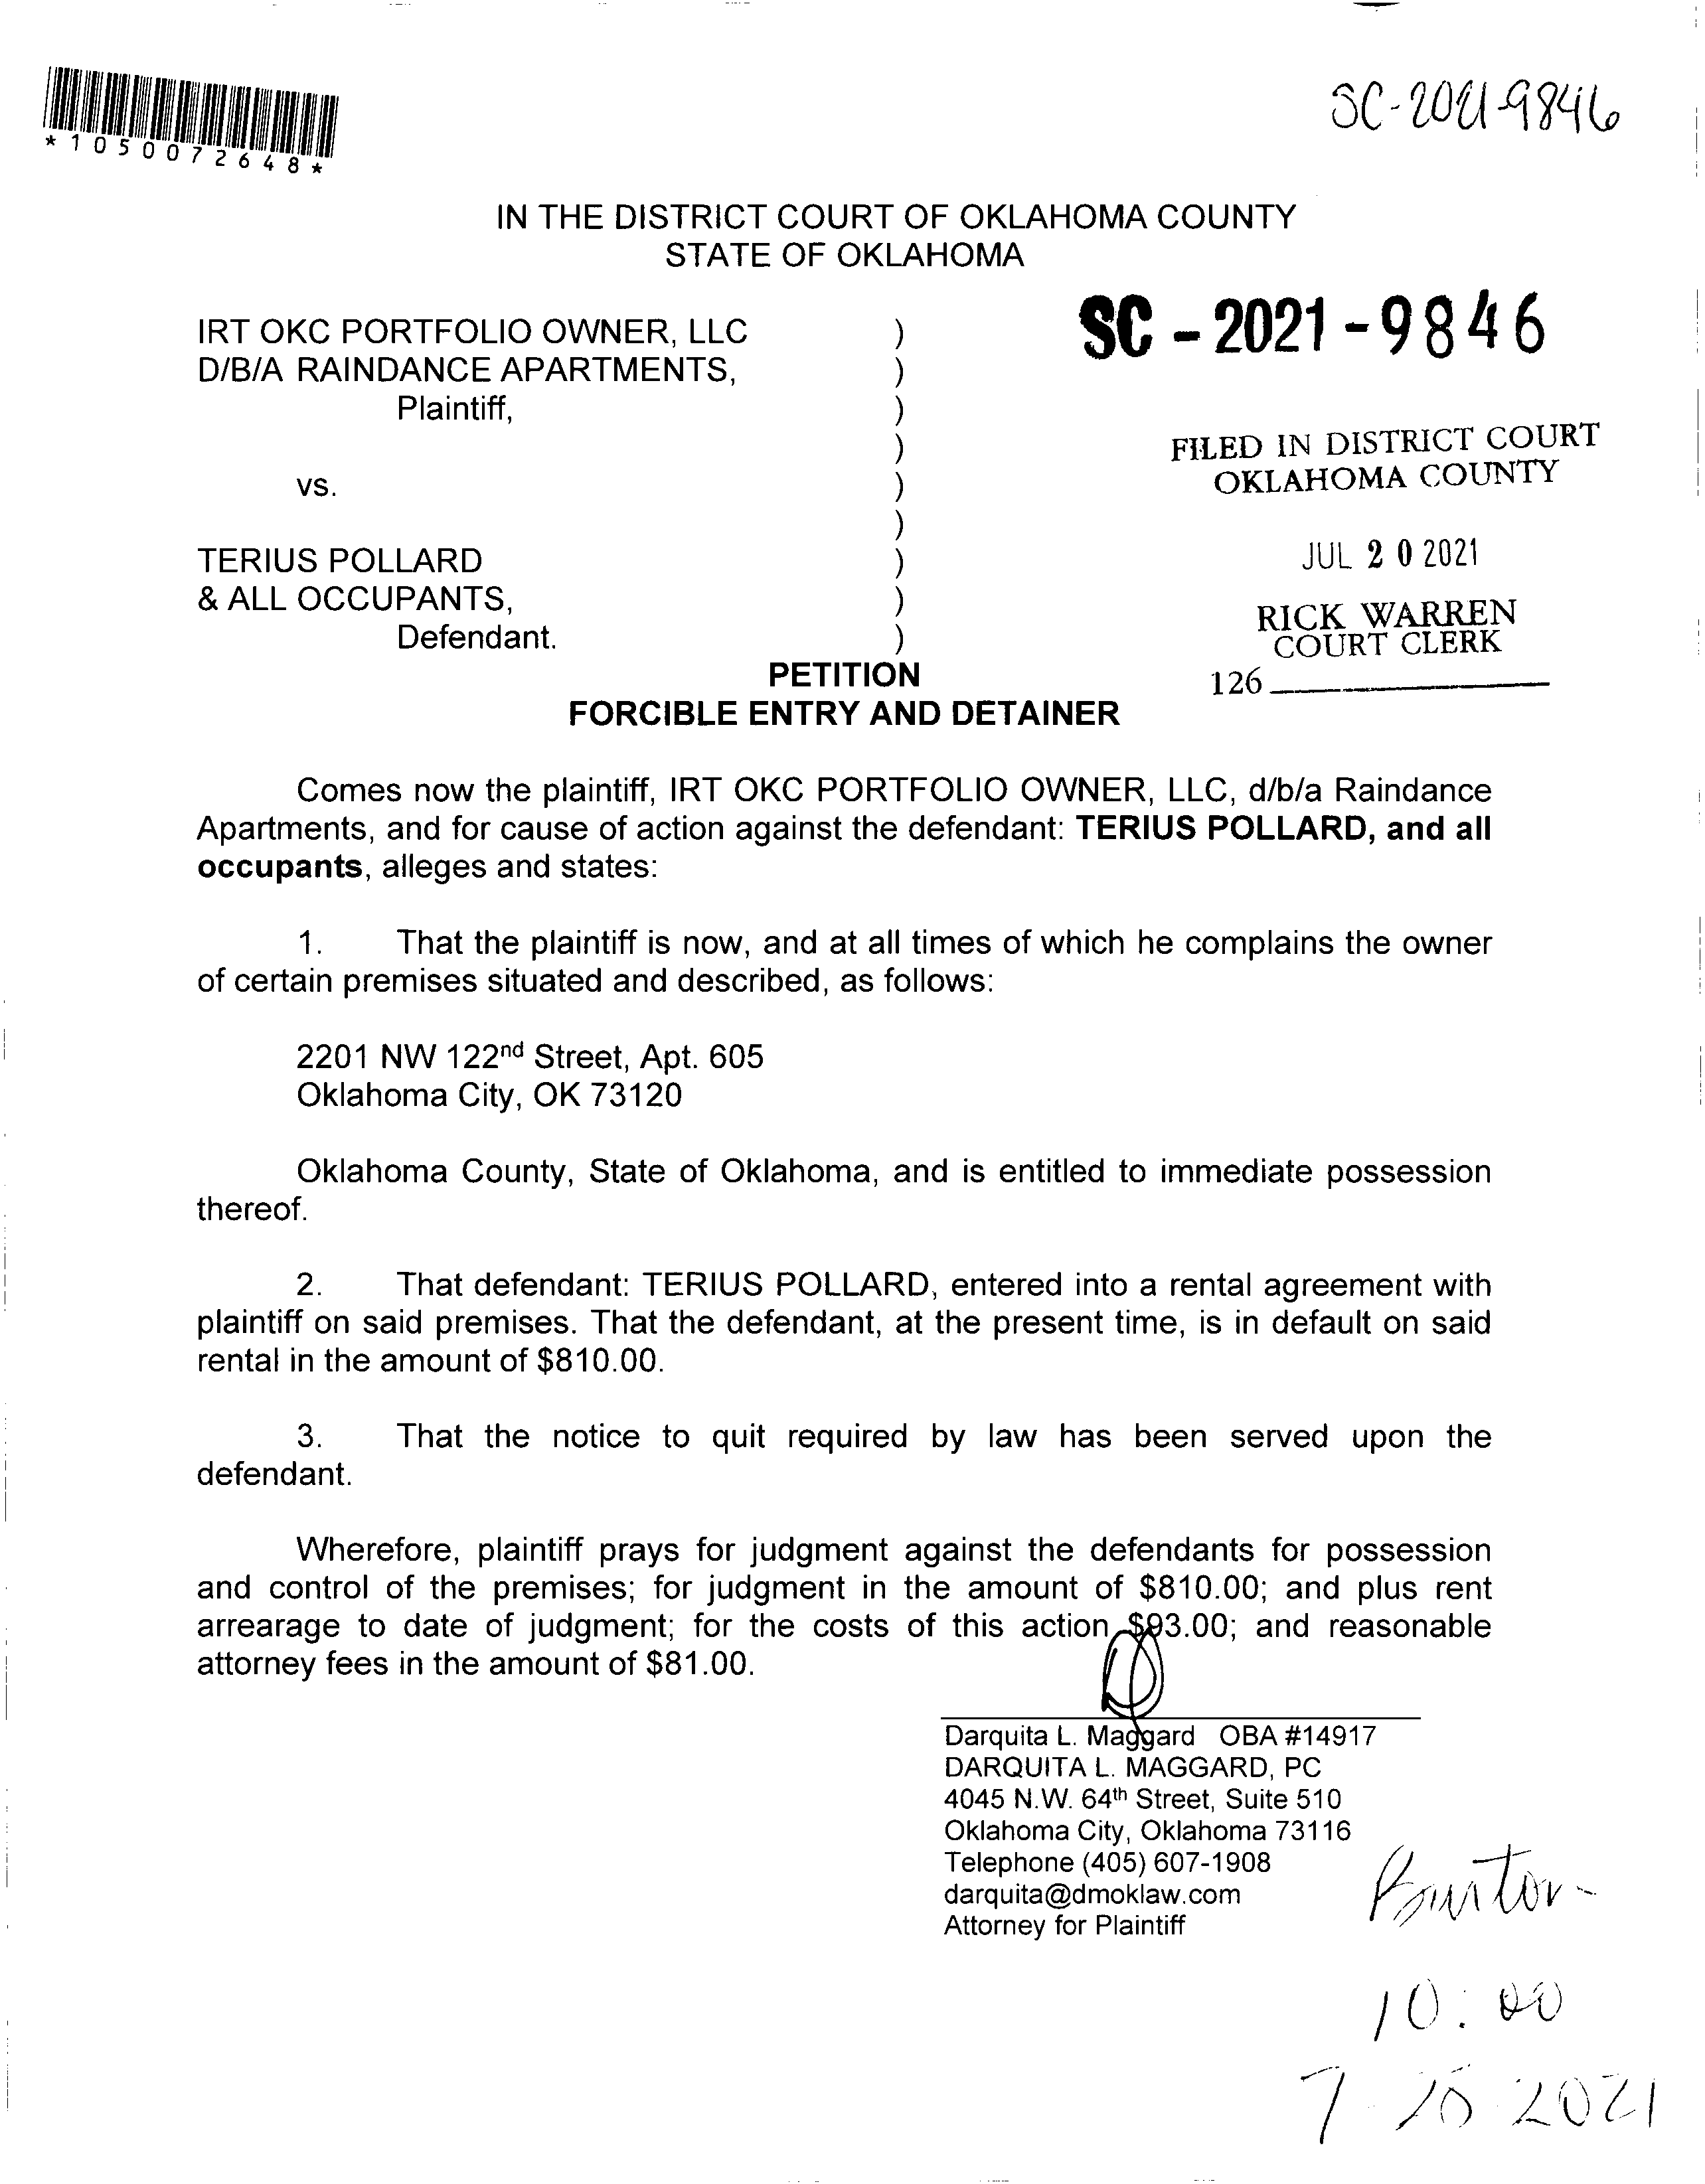 SC-2021-9846
*1050072648*
IN THE DISTRICT COURT OF OKLAHOMA COUNTY
STATE OF OKLAHOMA
IRT OKC PORTFOLIO OWNER, LLC )
D/B/A RAINDANCE APARTMENTS, )
Plaintiff, )
)
vs. )
)
TERIUS POLLARD )
& ALL OCCUPANTS, )
Defendant. )
SC - 2021 - 9846
FILED IN DISTRICT COURT
OKLAHOMA COUNTY
JUL 20 2021
RICK WARREN
COURT CLERK
126
PETITION
FORCIBLE ENTRY AND DETAINER
Comes now the plaintiff, IRT OKC PORTFOLIO OWNER, LLC, d/b/a Raindance
Apartments, and for cause of action against the defendant: TERIUS POLLARD, and all
occupants, alleges and states:
1. That the plaintiff is now, and at all times of which he complains the owner
of certain premises situated and described, as follows:
2201 NW 122nd Street, Apt. 605
Oklahoma City, OK 73120
Oklahoma County, State of Oklahoma, and is entitled to immediate possession
thereof.
2. That defendant: TERIUS POLLARD, entered into a rental agreement with
plaintiff on said premises. That the defendant, at the present time, is in default on said
rental in the amount of $810.00.
3. That the notice to quit required by law has been served upon the
defendant.
Wherefore, plaintiff prays for judgment against the defendants for possession
and control of the premises; for judgment in the amount of $810.00; and plus rent
arrearage to date of judgment; for the costs of this action $93.00; and reasonable
attorney fees in the amount of $81.00.
Darquita L. Maggard OBA #14917
DARQUITA L. MAGGARD, PC
4045 N.W. 64th Street, Suite 510
Oklahoma City, Oklahoma 73116
Telephone (405) 607-1908
darquita@dmoklaw.com
Attorney for Plaintiff
Burton
10:00
2021